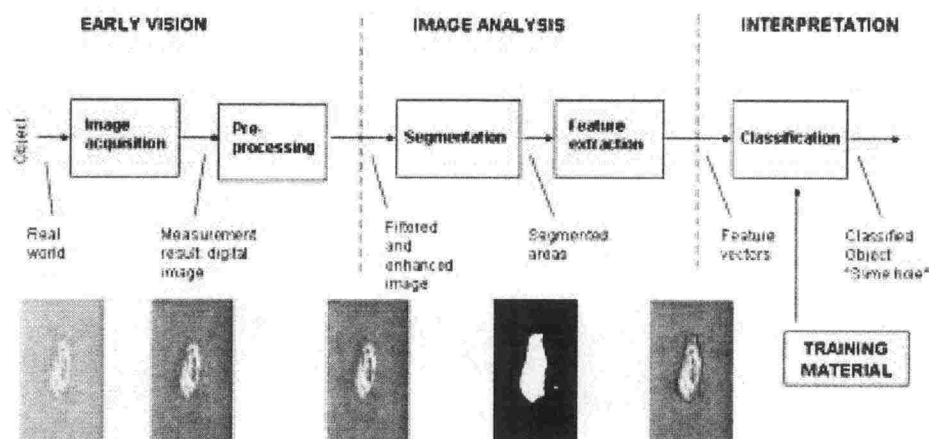 EARLY VISION
IMAGE ANALYSIS
INTERPRETATION
Object
Image
acquisition
Pre-
processing
Segmentation
Feature
extraction
Classification
Real
world
Measurement
result: digital
image
Filtered
and
enhanced
image
Segmented
areas
Feature
vectors
Classified
Object
"Slime hole"
TRAINING
MATERIAL